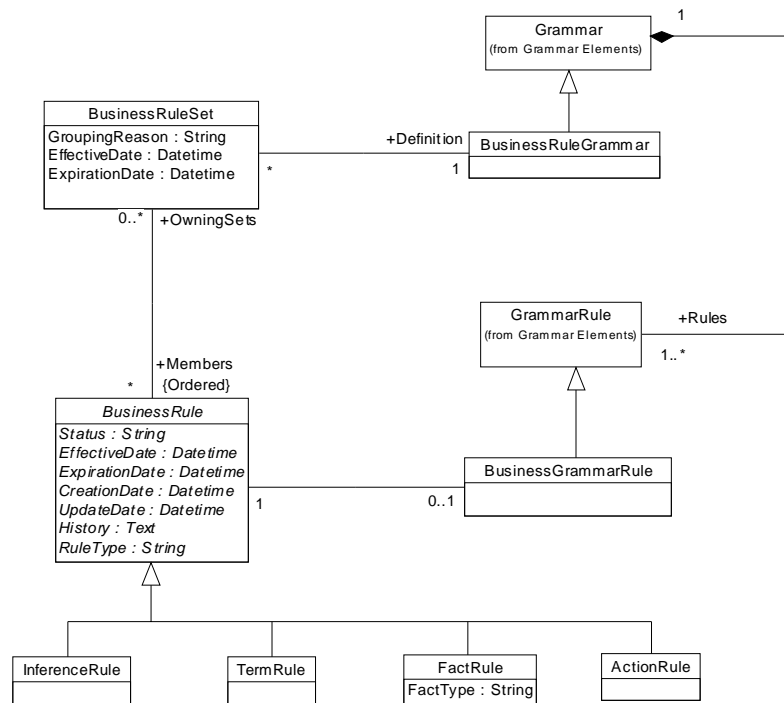 Grammar
(from Grammar Elements)
1
BusinessRuleSet
GroupingReason : String
EffectiveDate : Datetime
ExpirationDate : Datetime
+Definition
*
1
BusinessRuleGrammar
0..*
+OwningSets
GrammarRule
(from Grammar Elements)
+Rules
1..*
+Members
{Ordered}
*
BusinessRule
Status : String
EffectiveDate : Datetime
ExpirationDate : Datetime
CreationDate : Datetime
UpdateDate : Datetime
History : Text
RuleType : String
1
0..1
BusinessGrammarRule
InferenceRule
TermRule
FactRule
FactType : String
ActionRule